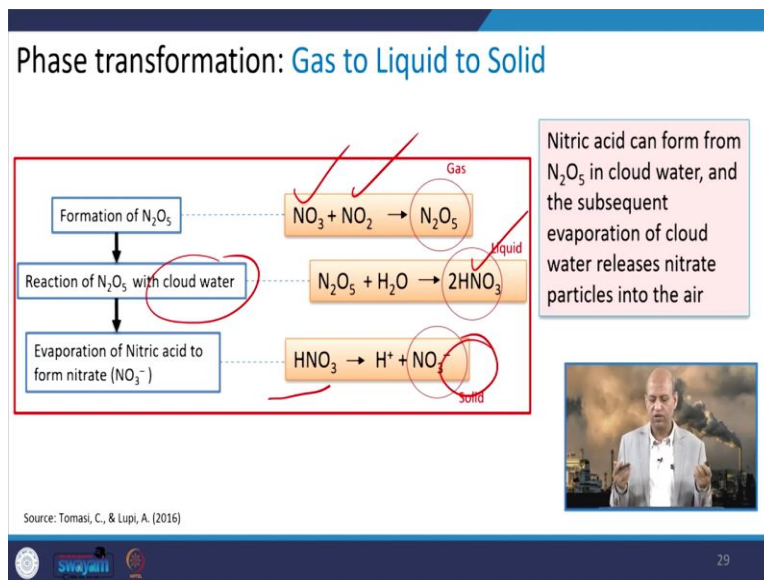 Phase transformation: Gas to Liquid to Solid
Formation of N₂O₅
NO₃ + NO₂ → N₂O₅
Gas
Reaction of N₂O₅ with cloud water
N₂O₅ + H₂O → 2HNO₃
Liquid
Evaporation of Nitric acid to
form nitrate (NO₃⁻)
HNO₃ → H⁺ + NO₃⁻
Solid
Nitric acid can form from
N₂O₅ in cloud water, and
the subsequent
evaporation of cloud
water releases nitrate
particles into the air
Source: Tomasi, C., & Lupi, A. (2016)
swayam
29